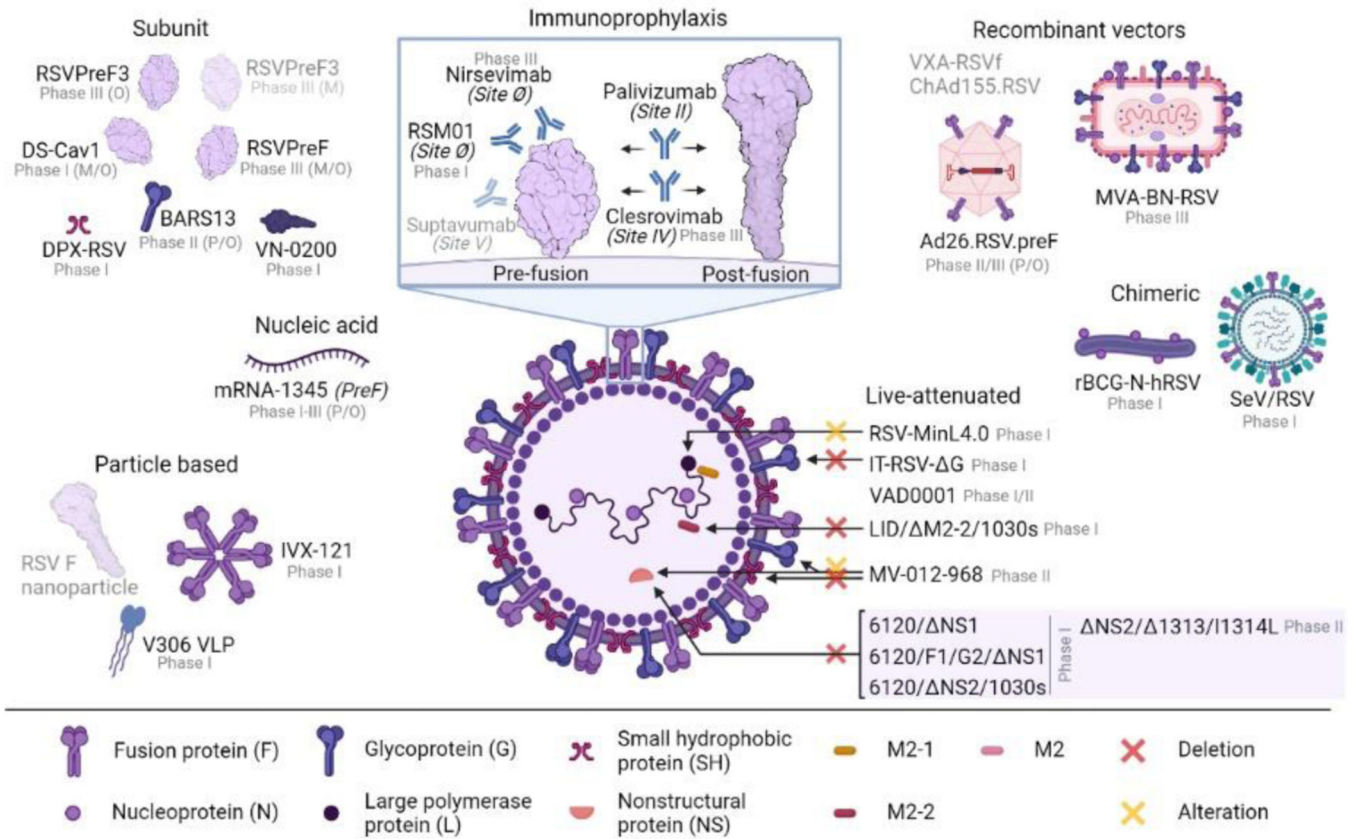 Subunit
RSVPreF3
Phase III (O)
RSVPreF3
Phase III (M)
DS-Cav1
Phase I (M/O)
RSVPreF
Phase III (M/O)
BARS13
Phase II (P/O)
DPX-RSV
Phase I
VN-0200
Phase I
Immunoprophylaxis
Phase III
Nirsevimab
(Site Ø)
RSM01
(Site Ø)
Phase I
Suptavumab
(Site V)
Palivizumab
(Site II)
Clesrovimab
(Site IV) Phase III
Pre-fusion
Post-fusion
Recombinant vectors
VXA-RSVf
ChAd155.RSV
Ad26.RSV.preF
Phase II/III (P/O)
MVA-BN-RSV
Phase III
Chimeric
rBCG-N-hRSV
Phase I
SeV/RSV
Phase I
Nucleic acid
mRNA-1345 (PreF)
Phase I-III (P/O)
Particle based
RSV F
nanoparticle
IVX-121
Phase I
V306 VLP
Phase I
Live-attenuated
RSV-MinL4.0 Phase I
IT-RSV-ΔG Phase I
VAD0001 Phase I/II
LID/ΔM2-2/1030s Phase I
MV-012-968 Phase II
6120/ΔNS1
6120/F1/G2/ΔNS1
6120/ΔNS2/1030s
Phase I
ΔNS2/Δ1313/I1314L Phase II
Fusion protein (F)
Glycoprotein (G)
Small hydrophobic
protein (SH)
M2-1
M2
Deletion
Nucleoprotein (N)
Large polymerase
protein (L)
Nonstructural
protein (NS)
M2-2
Alteration